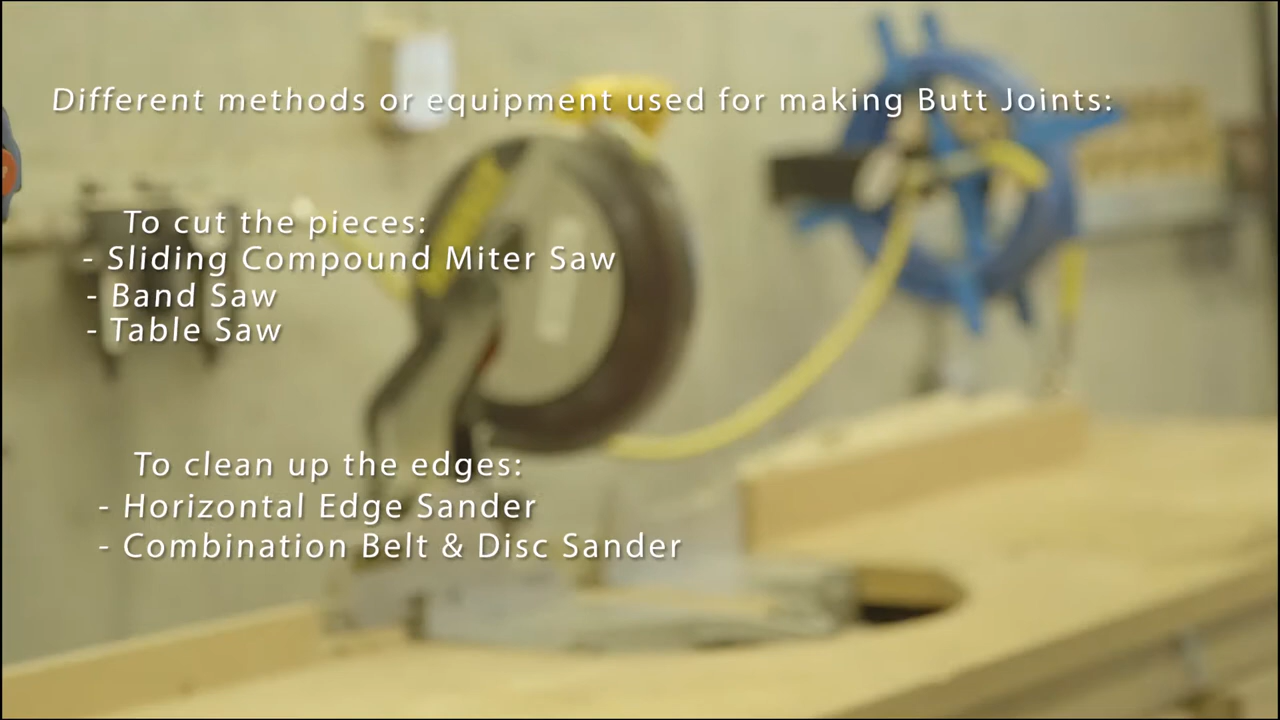 Different methods or equipment used for making Butt Joints:
To cut the pieces:
- Sliding Compound Miter Saw
- Band Saw
- Table Saw
To clean up the edges:
- Horizontal Edge Sander
- Combination Belt & Disc Sander